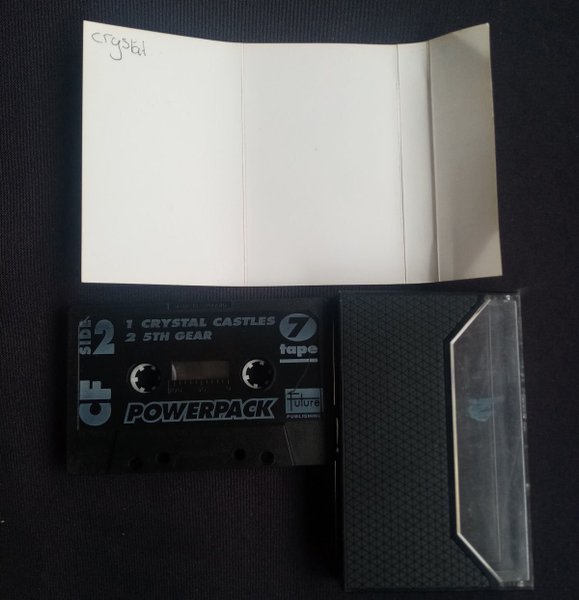 crystal
CF
SIDE 2
1 CRYSTAL CASTLES
2 5TH GEAR
7
tape
POWERPACK
future
PUBLISHING